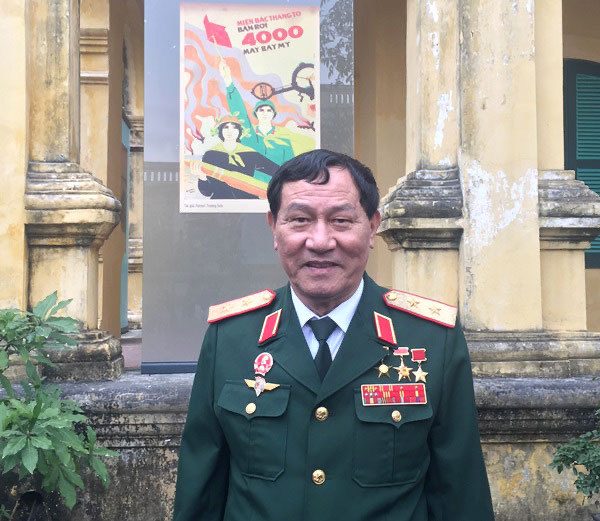 MIỀN BẮC THẮNG TO
BẮN RƠI
4000
MÁY BAY MỸ